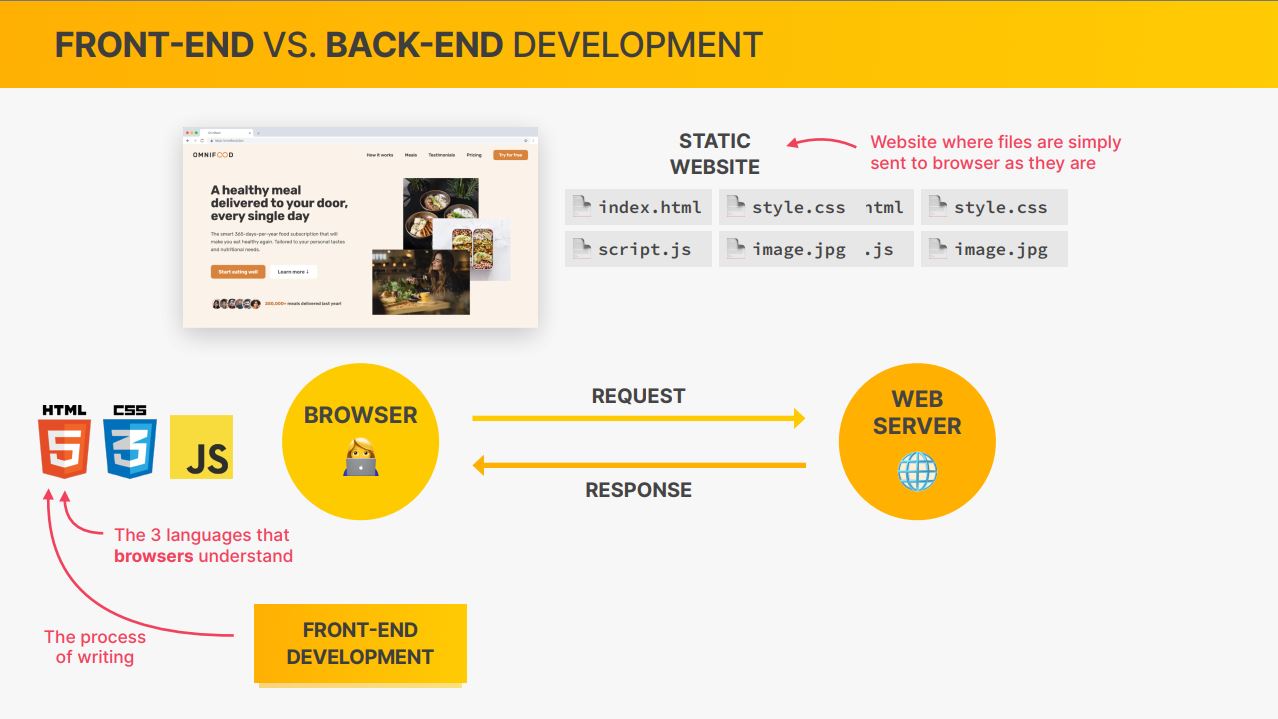 FRONT-END VS. BACK-END DEVELOPMENT
OMNIFOOD
How it works Meals Testimonials Pricing Try for free
A healthy meal
delivered to your door,
every single day
The smart 365-days-per-year food subscription that will
make you eat healthy again. Tailored to your personal tastes
and nutritional needs.
Start eating well Learn more ↓
250,000+ meals delivered last year!
STATIC
WEBSITE
Website where files are simply
sent to browser as they are
index.html style.css html style.css
script.js image.jpg .js image.jpg
HTML CSS
5 3 JS
BROWSER
REQUEST
RESPONSE
WEB
SERVER
The 3 languages that
browsers understand
The process
of writing
FRONT-END
DEVELOPMENT